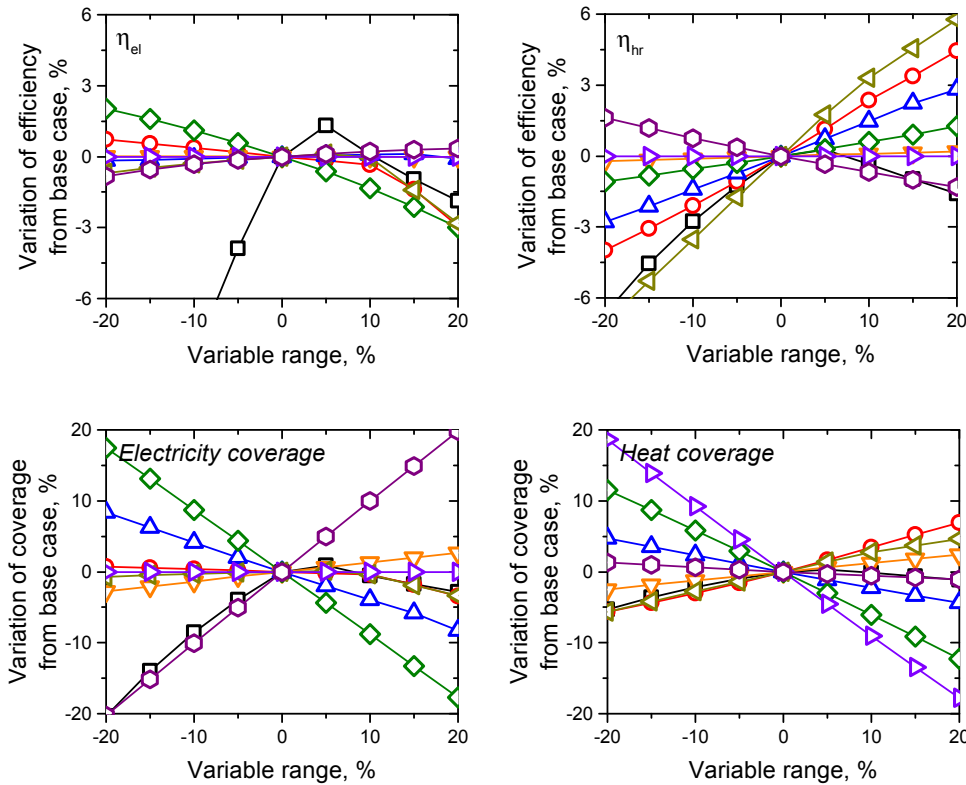 η_el
Variation of efficiency
from base case, %
6
3
0
-3
-6
-20
-10
0
10
20
Variable range, %
η_hr
Variation of efficiency
from base case, %
6
3
0
-3
-6
-20
-10
0
10
20
Variable range, %
Electricity coverage
Variation of coverage
from base case, %
20
10
0
-10
-20
-20
-10
0
10
20
Variable range, %
Heat coverage
Variation of coverage
from base case, %
20
10
0
-10
-20
-20
-10
0
10
20
Variable range, %